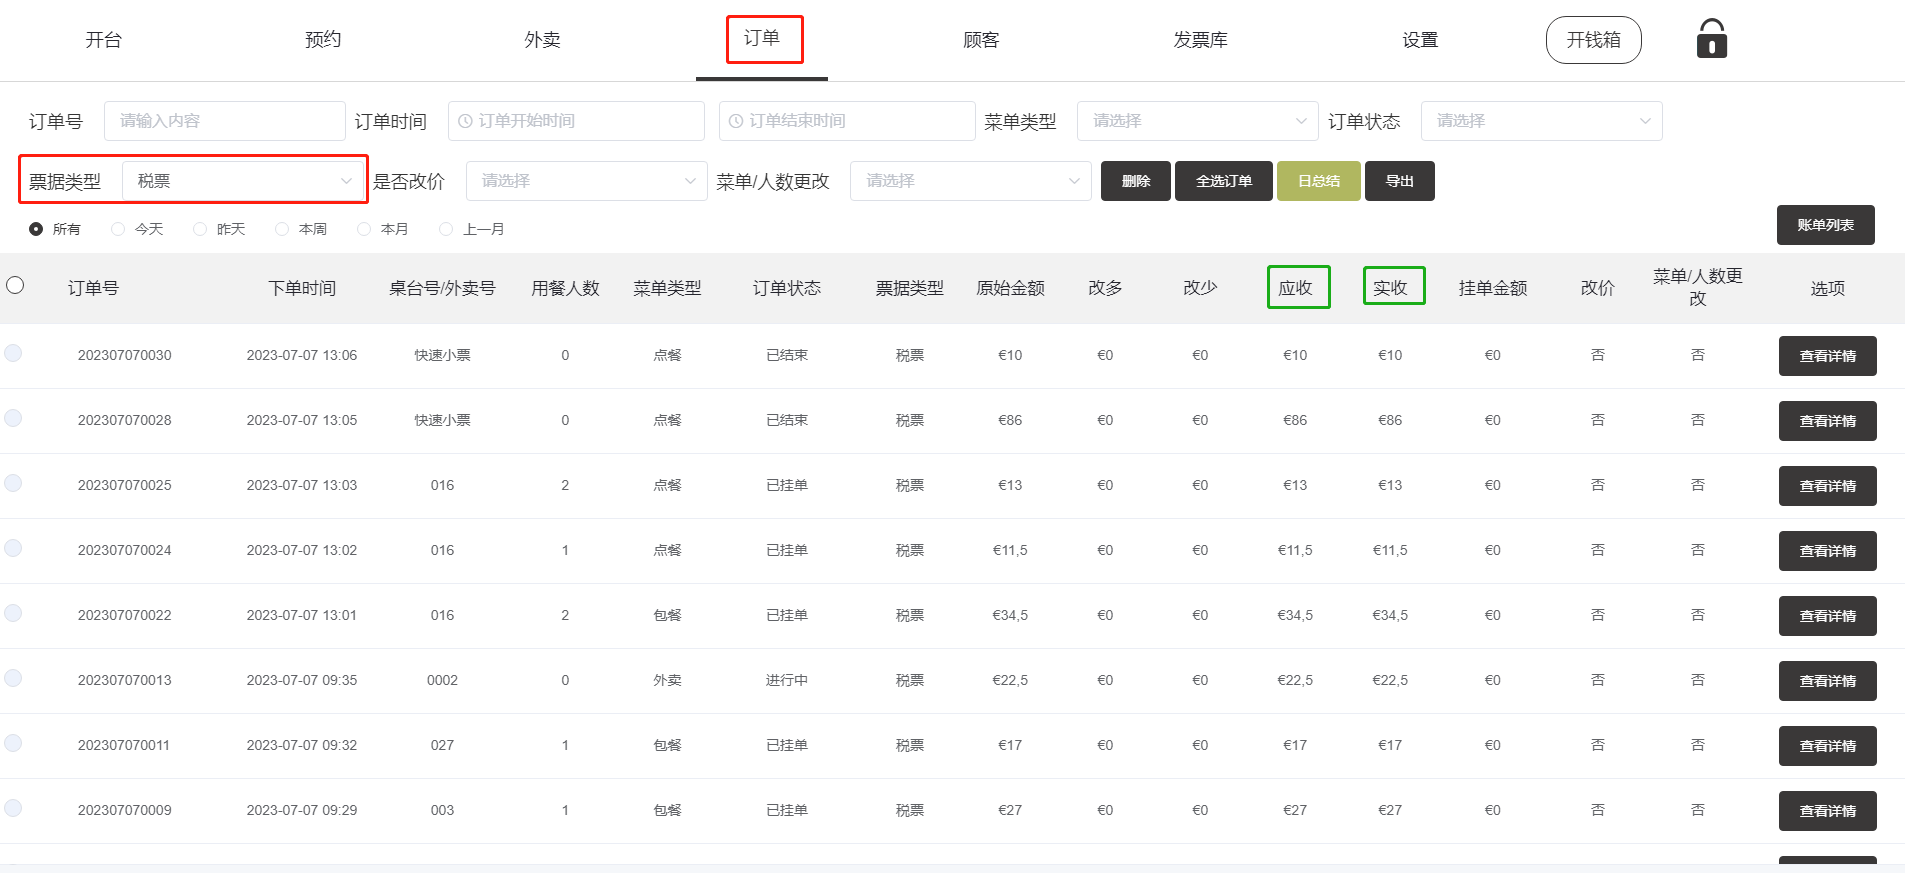 开台 预约 外卖 订单 顾客 发票库 设置 开钱箱
订单号 请输入内容 订单时间 订单开始时间 订单结束时间 菜单类型 请选择 订单状态 请选择
票据类型 税票 是否改价 请选择 菜单/人数更改 请选择 删除 全选订单 日总结 导出
所有 今天 昨天 本周 本月 上一月 账单列表
订单号 下单时间 桌台号/外卖号 用餐人数 菜单类型 订单状态 票据类型 原始金额 改多 改少 应收 实收 挂单金额 改价 菜单/人数更改 选项
202307070030 2023-07-07 13:06 快速小票 0 点餐 已结束 税票 €10 €0 €0 €10 €10 €0 否 否 查看详情
202307070028 2023-07-07 13:05 快速小票 0 点餐 已结束 税票 €86 €0 €0 €86 €86 €0 否 否 查看详情
202307070025 2023-07-07 13:03 016 2 点餐 已挂单 税票 €13 €0 €0 €13 €13 €0 否 否 查看详情
202307070024 2023-07-07 13:02 016 1 点餐 已挂单 税票 €11,5 €0 €0 €11,5 €11,5 €0 否 否 查看详情
202307070022 2023-07-07 13:01 016 2 包餐 已挂单 税票 €34,5 €0 €0 €34,5 €34,5 €0 否 否 查看详情
202307070013 2023-07-07 09:35 0002 0 外卖 进行中 税票 €22,5 €0 €0 €22,5 €22,5 €0 否 否 查看详情
202307070011 2023-07-07 09:32 027 1 包餐 已挂单 税票 €17 €0 €0 €17 €17 €0 否 否 查看详情
202307070009 2023-07-07 09:29 003 1 包餐 已挂单 税票 €27 €0 €0 €27 €27 €0 否 否 查看详情